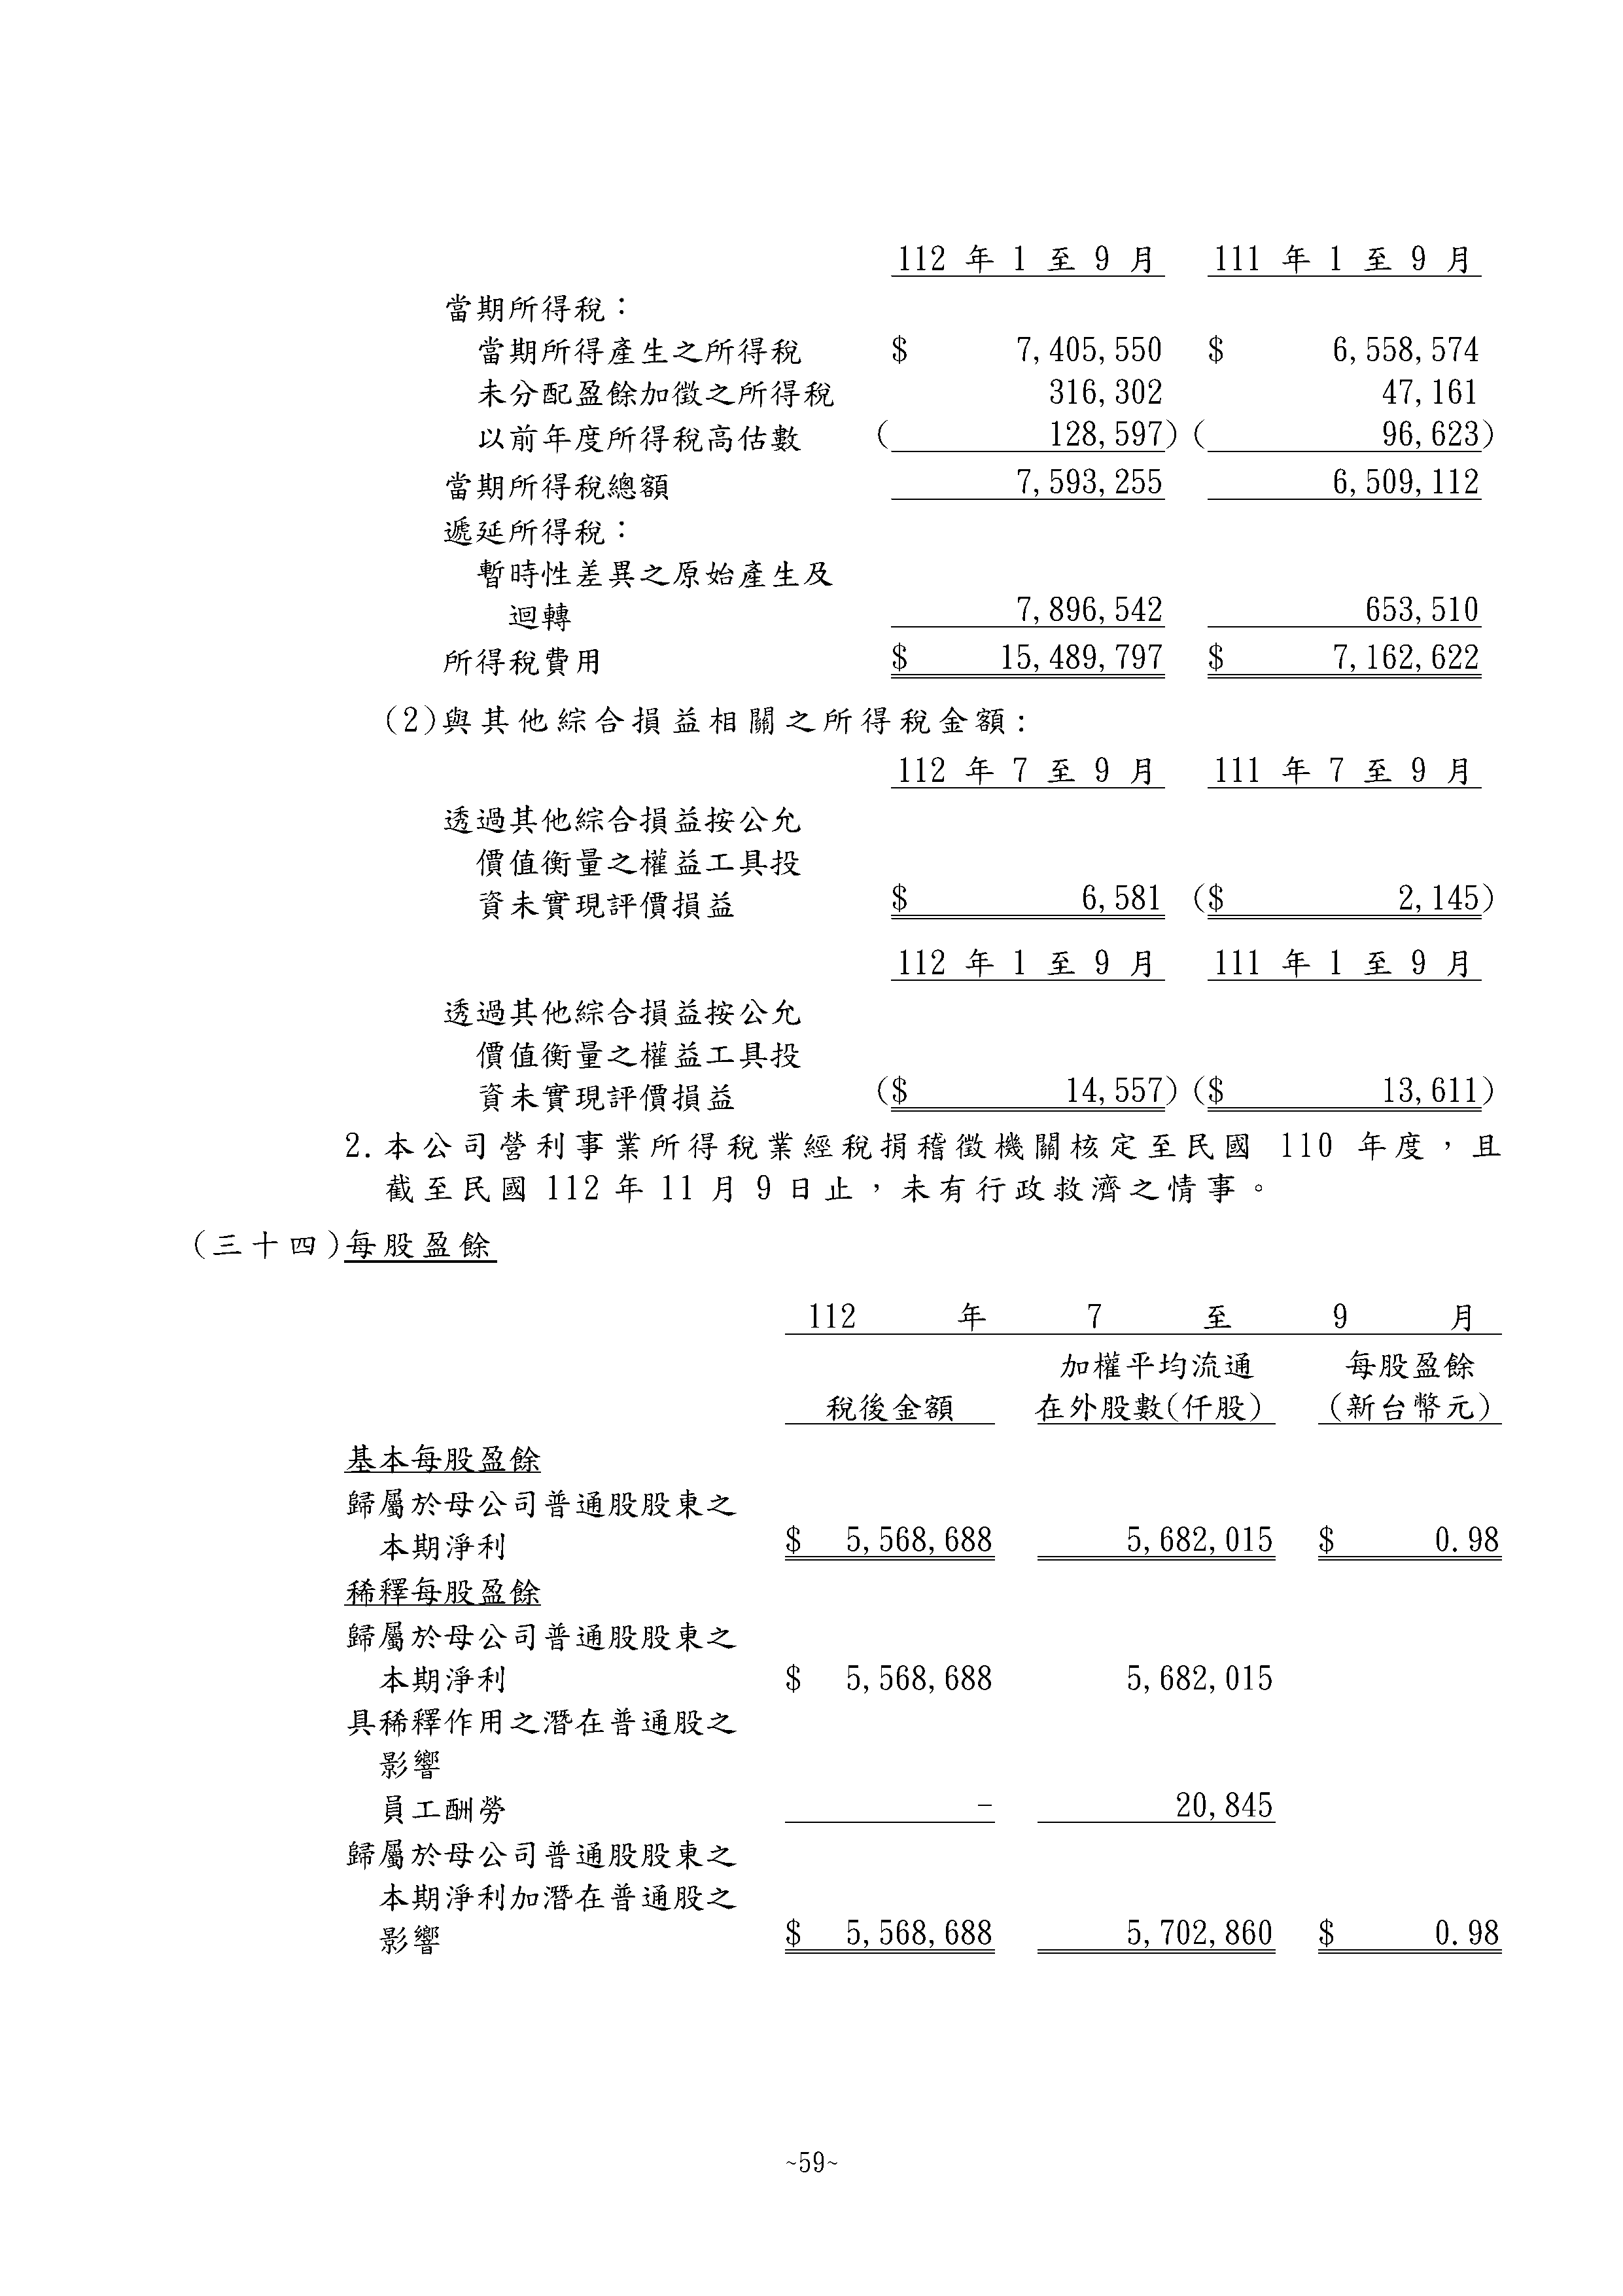 112 年 1 至 9 月 111 年 1 至 9 月
當期所得稅：
當期所得產生之所得稅 $ 7,405,550 $ 6,558,574
未分配盈餘加徵之所得稅 316,302 47,161
以前年度所得稅高估數 ( 128,597) ( 96,623)
當期所得稅總額 7,593,255 6,509,112
遞延所得稅：
暫時性差異之原始產生及
迴轉 7,896,542 653,510
所得稅費用 $ 15,489,797 $ 7,162,622
(2)與其他綜合損益相關之所得稅金額:
112 年 7 至 9 月 111 年 7 至 9 月
透過其他綜合損益按公允
價值衡量之權益工具投
資未實現評價損益 $ 6,581 ($ 2,145)
112 年 1 至 9 月 111 年 1 至 9 月
透過其他綜合損益按公允
價值衡量之權益工具投
資未實現評價損益 ($ 14,557) ($ 13,611)
2.本公司營利事業所得稅業經稅捐稽徵機關核定至民國 110 年度，且
截至民國 112 年 11 月 9 日止，未有行政救濟之情事。
(三十四)每股盈餘
112 年 7 至 9 月
加權平均流通 每股盈餘
稅後金額 在外股數(仟股) (新台幣元)
基本每股盈餘
歸屬於母公司普通股股東之
本期淨利 $ 5,568,688 5,682,015 $ 0.98
稀釋每股盈餘
歸屬於母公司普通股股東之
本期淨利 $ 5,568,688 5,682,015
具稀釋作用之潛在普通股之
影響
員工酬勞 - 20,845
歸屬於母公司普通股股東之
本期淨利加潛在普通股之
影響 $ 5,568,688 5,702,860 $ 0.98
~59~